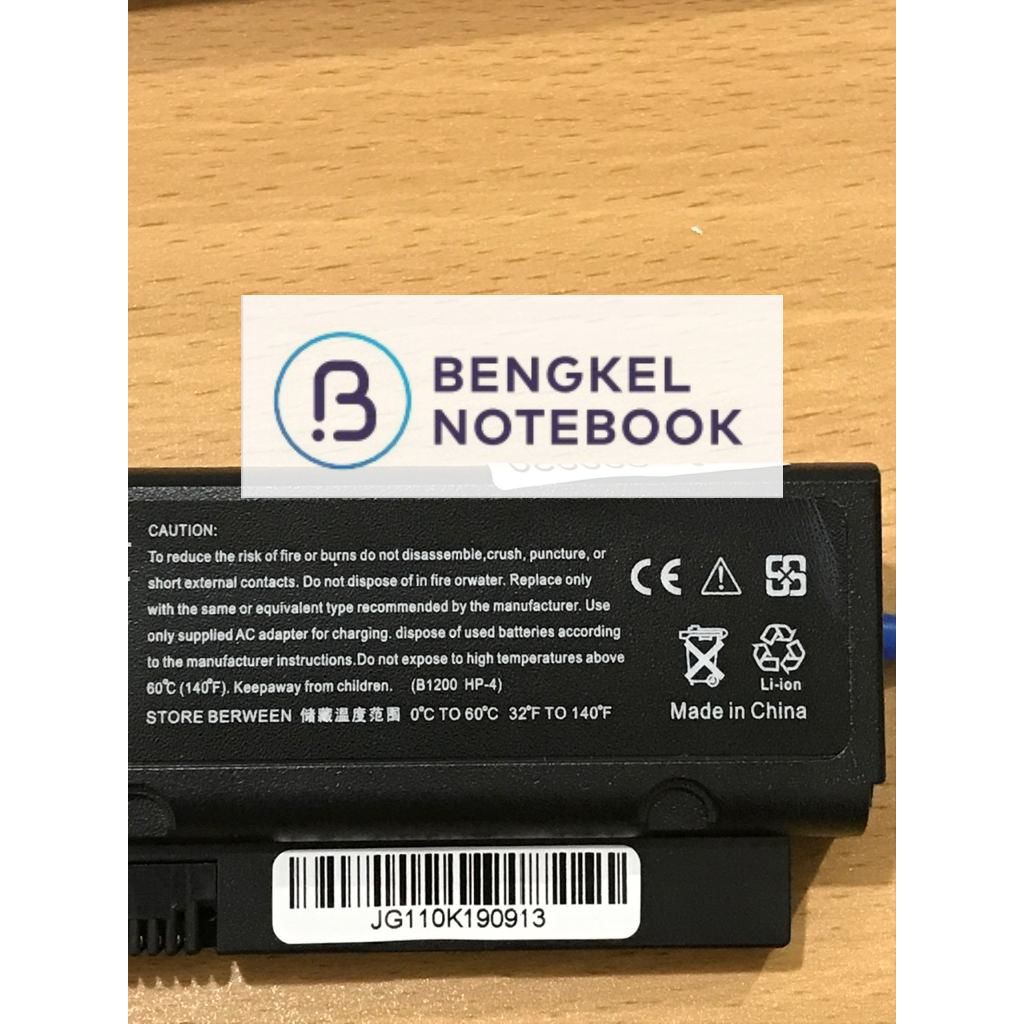 BENGKEL
NOTEBOOK
CAUTION:
To reduce the risk of fire or burns do not disassemble,crush, puncture, or
short external contacts. Do not dispose of in fire orwater. Replace only
with the same or equivalent type recommended by the manufacturer. Use
only supplied AC adapter for charging. dispose of used batteries according
to the manufacturer instructions.Do not expose to high temperatures above
60℃ (140℉). Keepaway from children. (B1200 HP-4)
STORE BERWEEN 储藏溫度范围 0℃ TO 60℃ 32℉ TO 140℉
CE
Li-ion
Made in China
JG110K190913